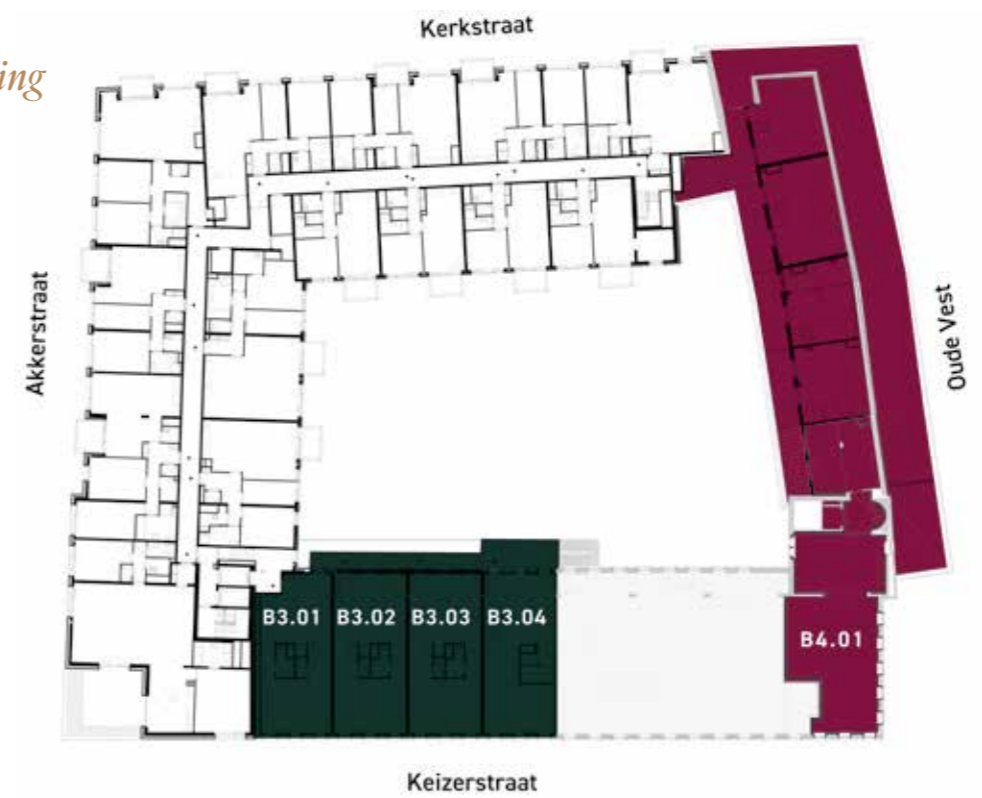 Kerkstraat
ing
Akkerstraat
Oude Vest
B3.01
B3.02
B3.03
B3.04
B4.01
Keizerstraat